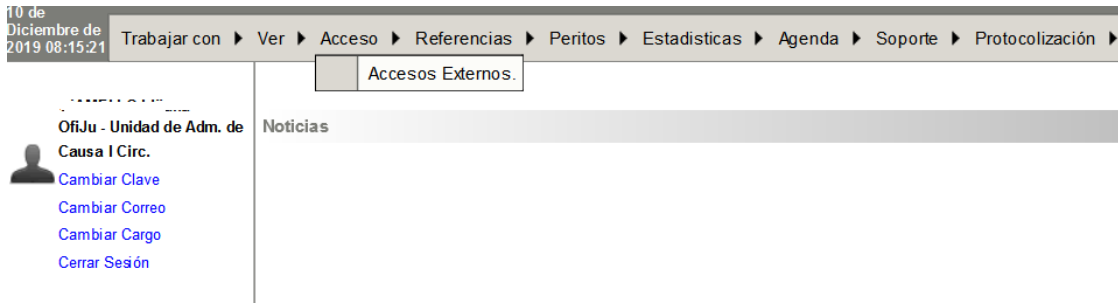 10 de
Diciembre de
2019 08:15:21
Trabajar con Ver Acceso Referencias Peritos Estadisticas Agenda Soporte Protocolización
Accesos Externos.
OfiJu - Unidad de Adm. de
Causa I Circ.
Cambiar Clave
Cambiar Correo
Cambiar Cargo
Cerrar Sesión
Noticias